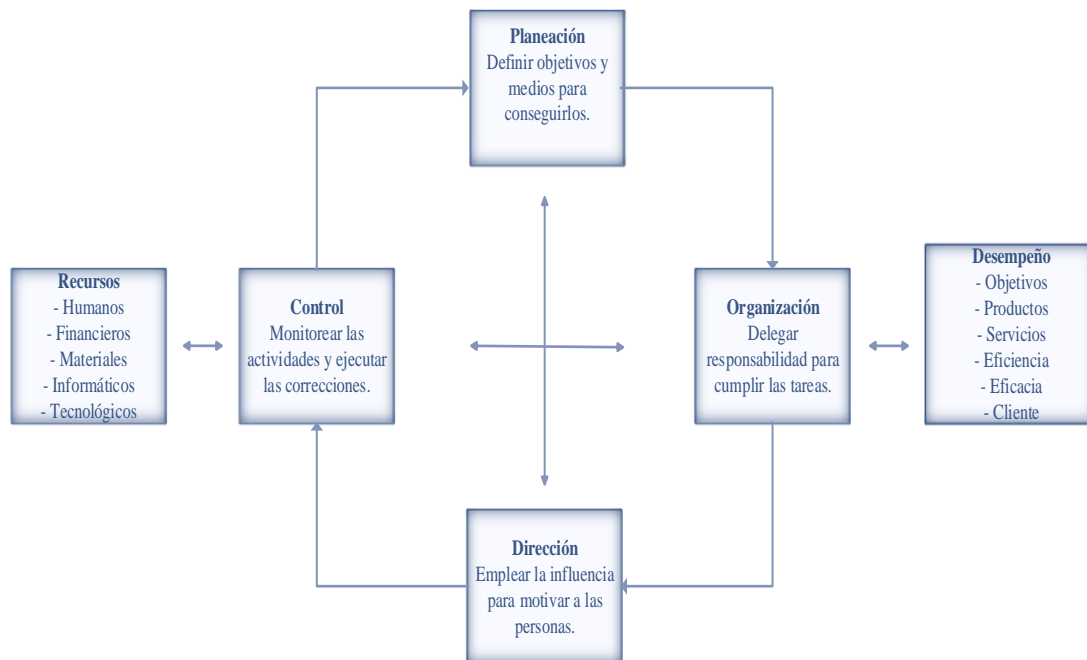 Planeación
Definir objetivos y
medios para
conseguirlos.
Recursos
- Humanos
- Financieros
- Materiales
- Informáticos
- Tecnológicos
Control
Monitorear las
actividades y ejecutar
las correcciones.
Organización
Delegar
responsabilidad para
cumplir las tareas.
Desempeño
- Objetivos
- Productos
- Servicios
- Eficiencia
- Eficacia
- Cliente
Dirección
Emplear la influencia
para motivar a las
personas.